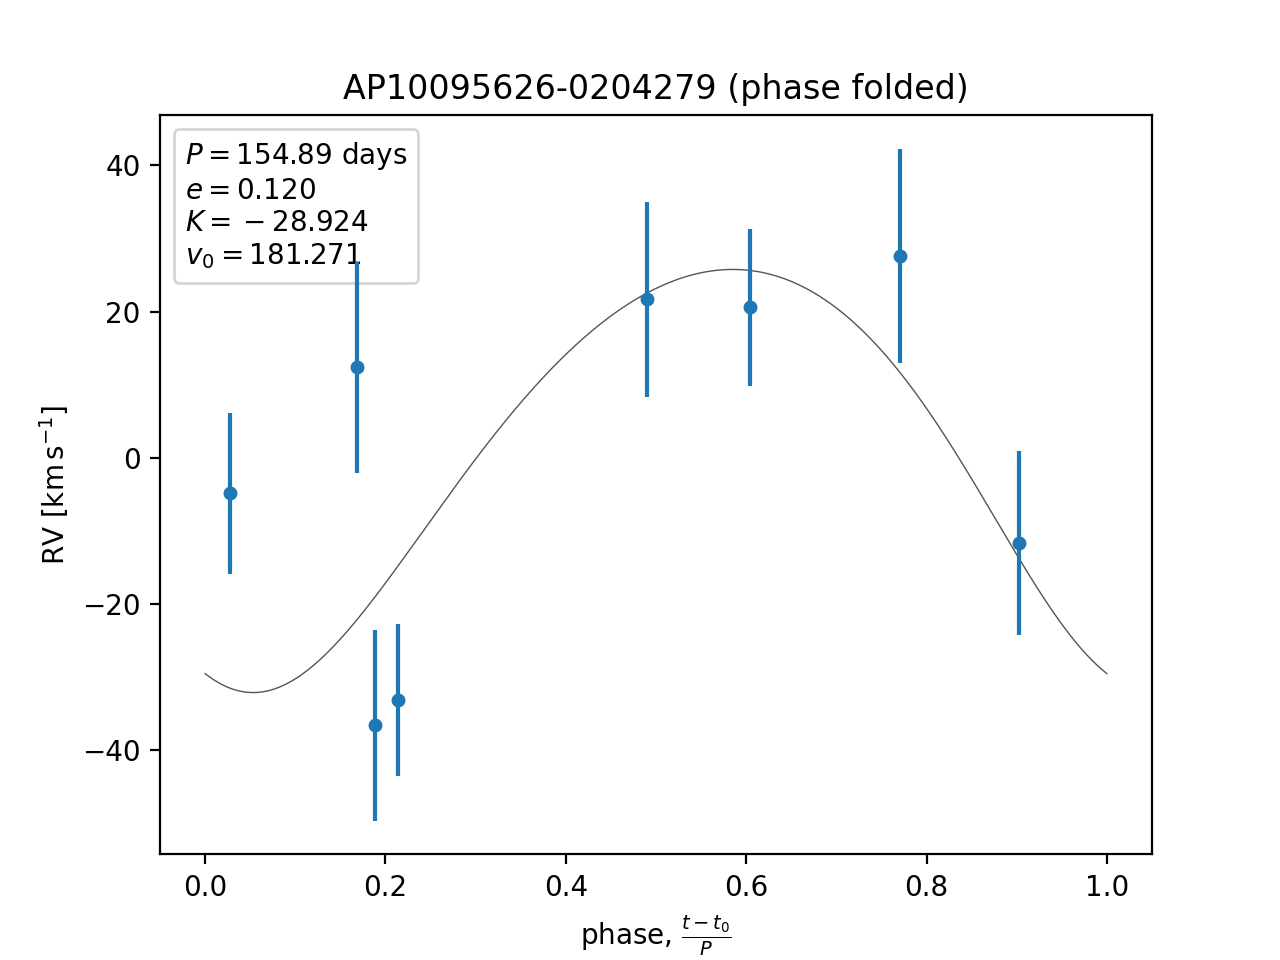 AP10095626-0204279 (phase folded)
P = 154.89 days
e = 0.120
K = −28.924
v₀ = 181.271
40
20
0
−20
−40
RV [km s⁻¹]
0.0 0.2 0.4 0.6 0.8 1.0
phase, (t − t₀)/P